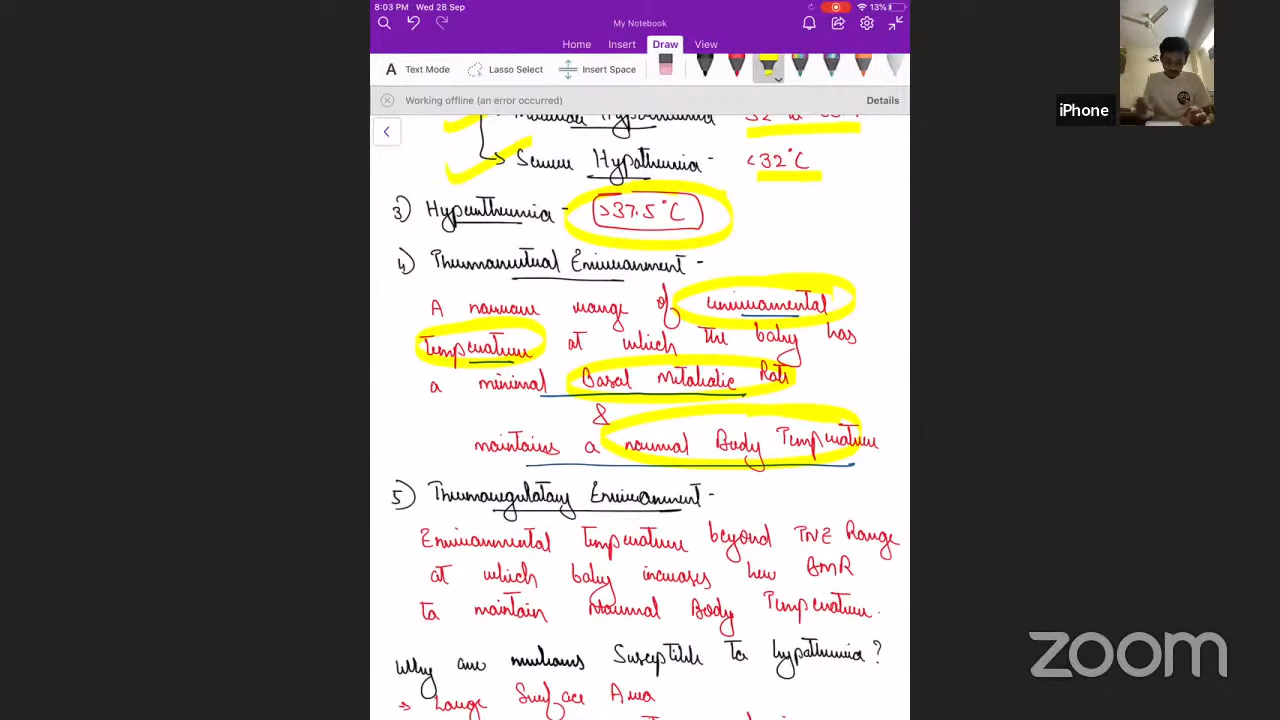 8:03 PM Wed 28 Sep
13%
My Notebook
Home Insert Draw View
Text Mode Lasso Select Insert Space
Working offline (an error occurred) Details
iPhone
Severe Hypothermia - <32°C
3) Hyperthermia - >37.5°C
4) Thermoneutral Environment -
A narrow range of environmental
temperature at which the baby has
a minimal Basal Metabolic Rate
&
maintains a normal Body Temperature
5) Thermoregulatory Environment -
Environmental temperature beyond TNE Range
at which baby increases her BMR
to maintain Normal Body Temperature.
Why are Susceptible to hypothermia?
→ Large Surface Area
zoom